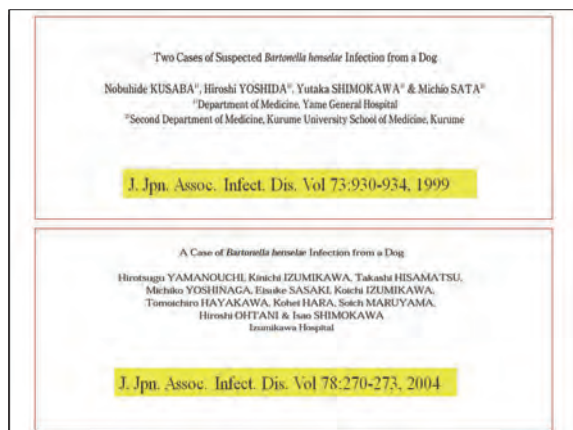 Two Cases of Suspected Bartonella henselae Infection from a Dog
Nobuhide KUSABA¹⁾, Hiroshi YOSHIDA¹⁾, Yutaka SHIMOKAWA²⁾ & Michio SATA²⁾
¹⁾Department of Medicine, Yame General Hospital
²⁾Second Department of Medicine, Kurume University School of Medicine, Kurume
J. Jpn. Assoc. Infect. Dis. Vol 73:930-934, 1999
A Case of Bartonella henselae Infection from a Dog
Hirotsugu YAMANOUCHI, Kinichi IZUMIKAWA, Takashi HISAMATSU,
Michiko YOSHINAGA, Eisuke SASAKI, Koichi IZUMIKAWA,
Tomoichiro HAYAKAWA, Kohei HARA, Soich MARUYAMA,
Hiroshi OHTANI & Isao SHIMOKAWA
Izumikawa Hospital
J. Jpn. Assoc. Infect. Dis. Vol 78:270-273, 2004